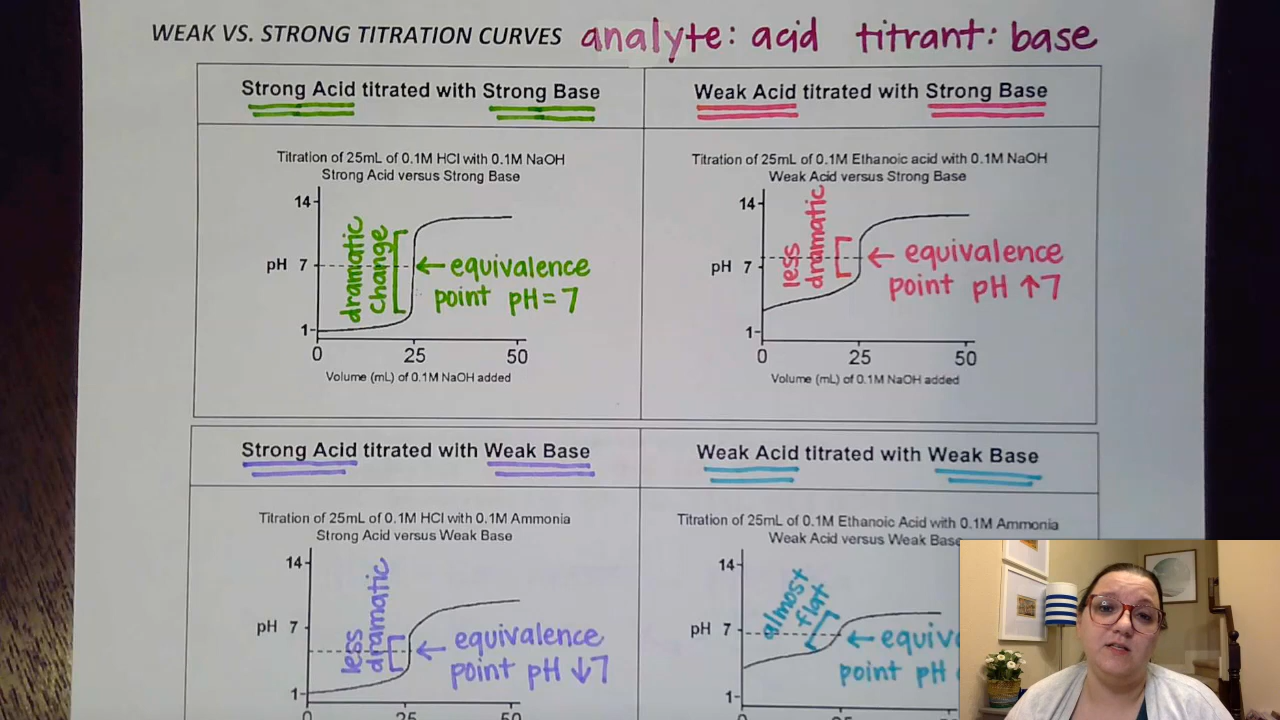 WEAK VS. STRONG TITRATION CURVES analyte: acid titrant: base
Strong Acid titrated with Strong Base
Titration of 25mL of 0.1M HCl with 0.1M NaOH
Strong Acid versus Strong Base
14
pH 7
1
dramatic
change
← equivalence
point pH = 7
0 25 50
Volume (mL) of 0.1M NaOH added
Weak Acid titrated with Strong Base
Titration of 25mL of 0.1M Ethanoic acid with 0.1M NaOH
Weak Acid versus Strong Base
14
pH 7
1
less
dramatic
← equivalence
point pH ↑7
0 25 50
Volume (mL) of 0.1M NaOH added
Strong Acid titrated with Weak Base
Titration of 25mL of 0.1M HCl with 0.1M Ammonia
Strong Acid versus Weak Base
14
pH 7
1
less
dramatic
← equivalence
point pH ↓7
0 25 50
Weak Acid titrated with Weak Base
Titration of 25mL of 0.1M Ethanoic Acid with 0.1M Ammonia
Weak Acid versus Weak Base
14
pH 7
1
almost
flat
← equiv
point pH
0 25